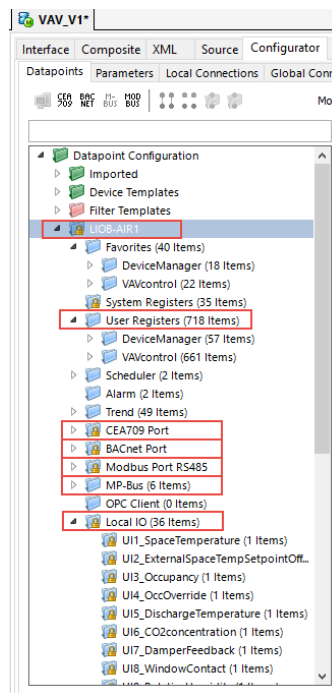 VAV_V1*
Interface Composite XML Source Configurator
Datapoints Parameters Local Connections Global Conn
CEA 709 BAC NET M- BUS MOD BUS Mo
Datapoint Configuration
Imported
Device Templates
Filter Templates
LIOB-AIR1
Favorites (40 Items)
DeviceManager (18 Items)
VAVcontrol (22 Items)
System Registers (35 Items)
User Registers (718 Items)
DeviceManager (57 Items)
VAVcontrol (661 Items)
Scheduler (2 Items)
Alarm (2 Items)
Trend (49 Items)
CEA709 Port
BACnet Port
Modbus Port RS485
MP-Bus (6 Items)
OPC Client (0 Items)
Local IO (36 Items)
UI1_SpaceTemperature (1 Items)
UI2_ExternalSpaceTempSetpointOff...
UI3_Occupancy (1 Items)
UI4_OccOverride (1 Items)
UI5_DischargeTemperature (1 Items)
UI6_CO2concentration (1 Items)
UI7_DamperFeedback (1 Items)
UI8_WindowContact (1 Items)